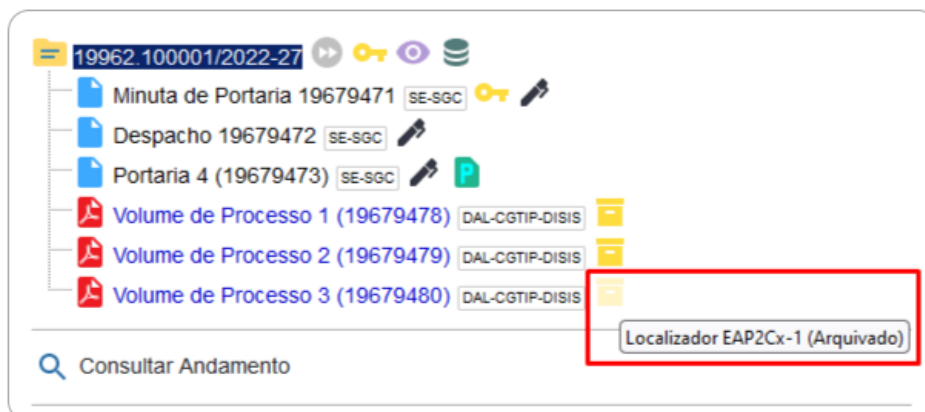 19962.100001/2022-27
Minuta de Portaria 19679471 SE-SGC
Despacho 19679472 SE-SGC
Portaria 4 (19679473) SE-SGC P
Volume de Processo 1 (19679478) DAL-CGTIP-DISIS
Volume de Processo 2 (19679479) DAL-CGTIP-DISIS
Volume de Processo 3 (19679480) DAL-CGTIP-DISIS
Localizador EAP2Cx-1 (Arquivado)
Consultar Andamento